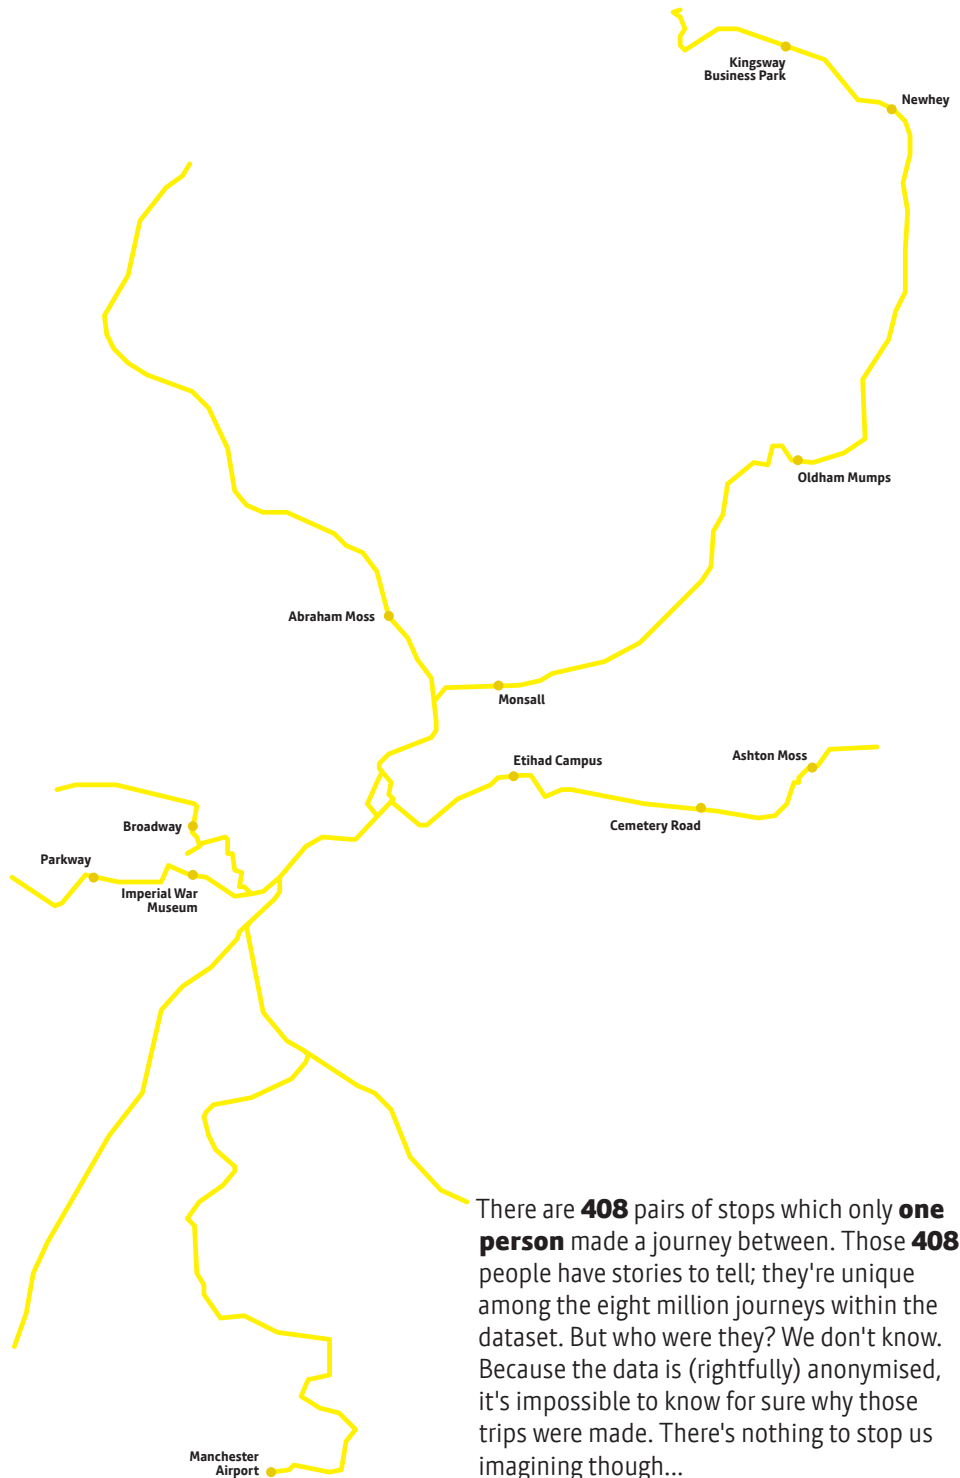 Kingsway
Business Park
Newhey
Oldham Mumps
Abraham Moss
Monsall
Etihad Campus
Ashton Moss
Cemetery Road
Broadway
Parkway
Imperial War
Museum
Manchester
Airport
There are 408 pairs of stops which only one
person made a journey between. Those 408
people have stories to tell; they're unique
among the eight million journeys within the
dataset. But who were they? We don't know.
Because the data is (rightfully) anonymised,
it's impossible to know for sure why those
trips were made. There's nothing to stop us
imagining though...